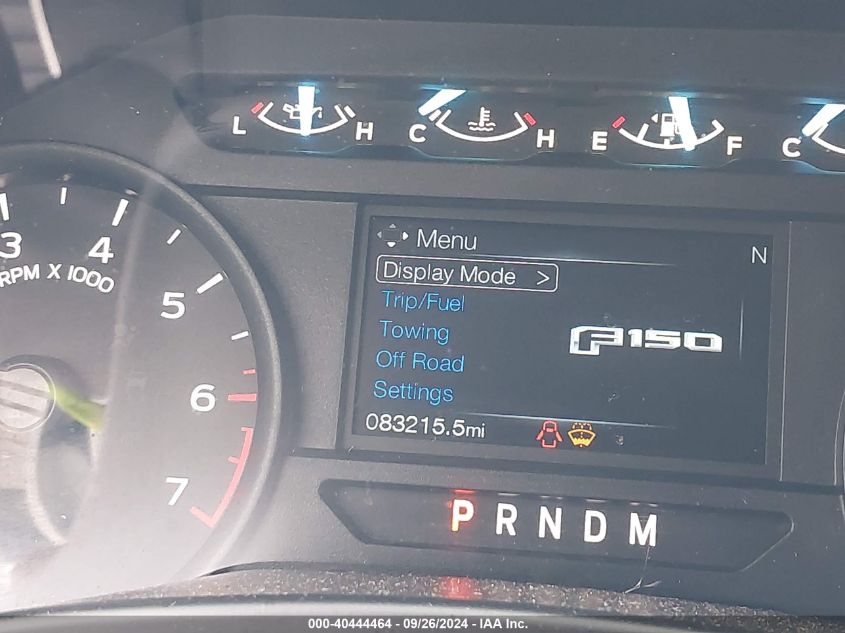 L H C H E F C
Menu
N
Display Mode >
Trip/Fuel
Towing
Off Road
Settings
F150
083215.5mi
3 4 5 6 7
RPM X 1000
P R N D M
000-40444464 - 09/26/2024 - IAA Inc.